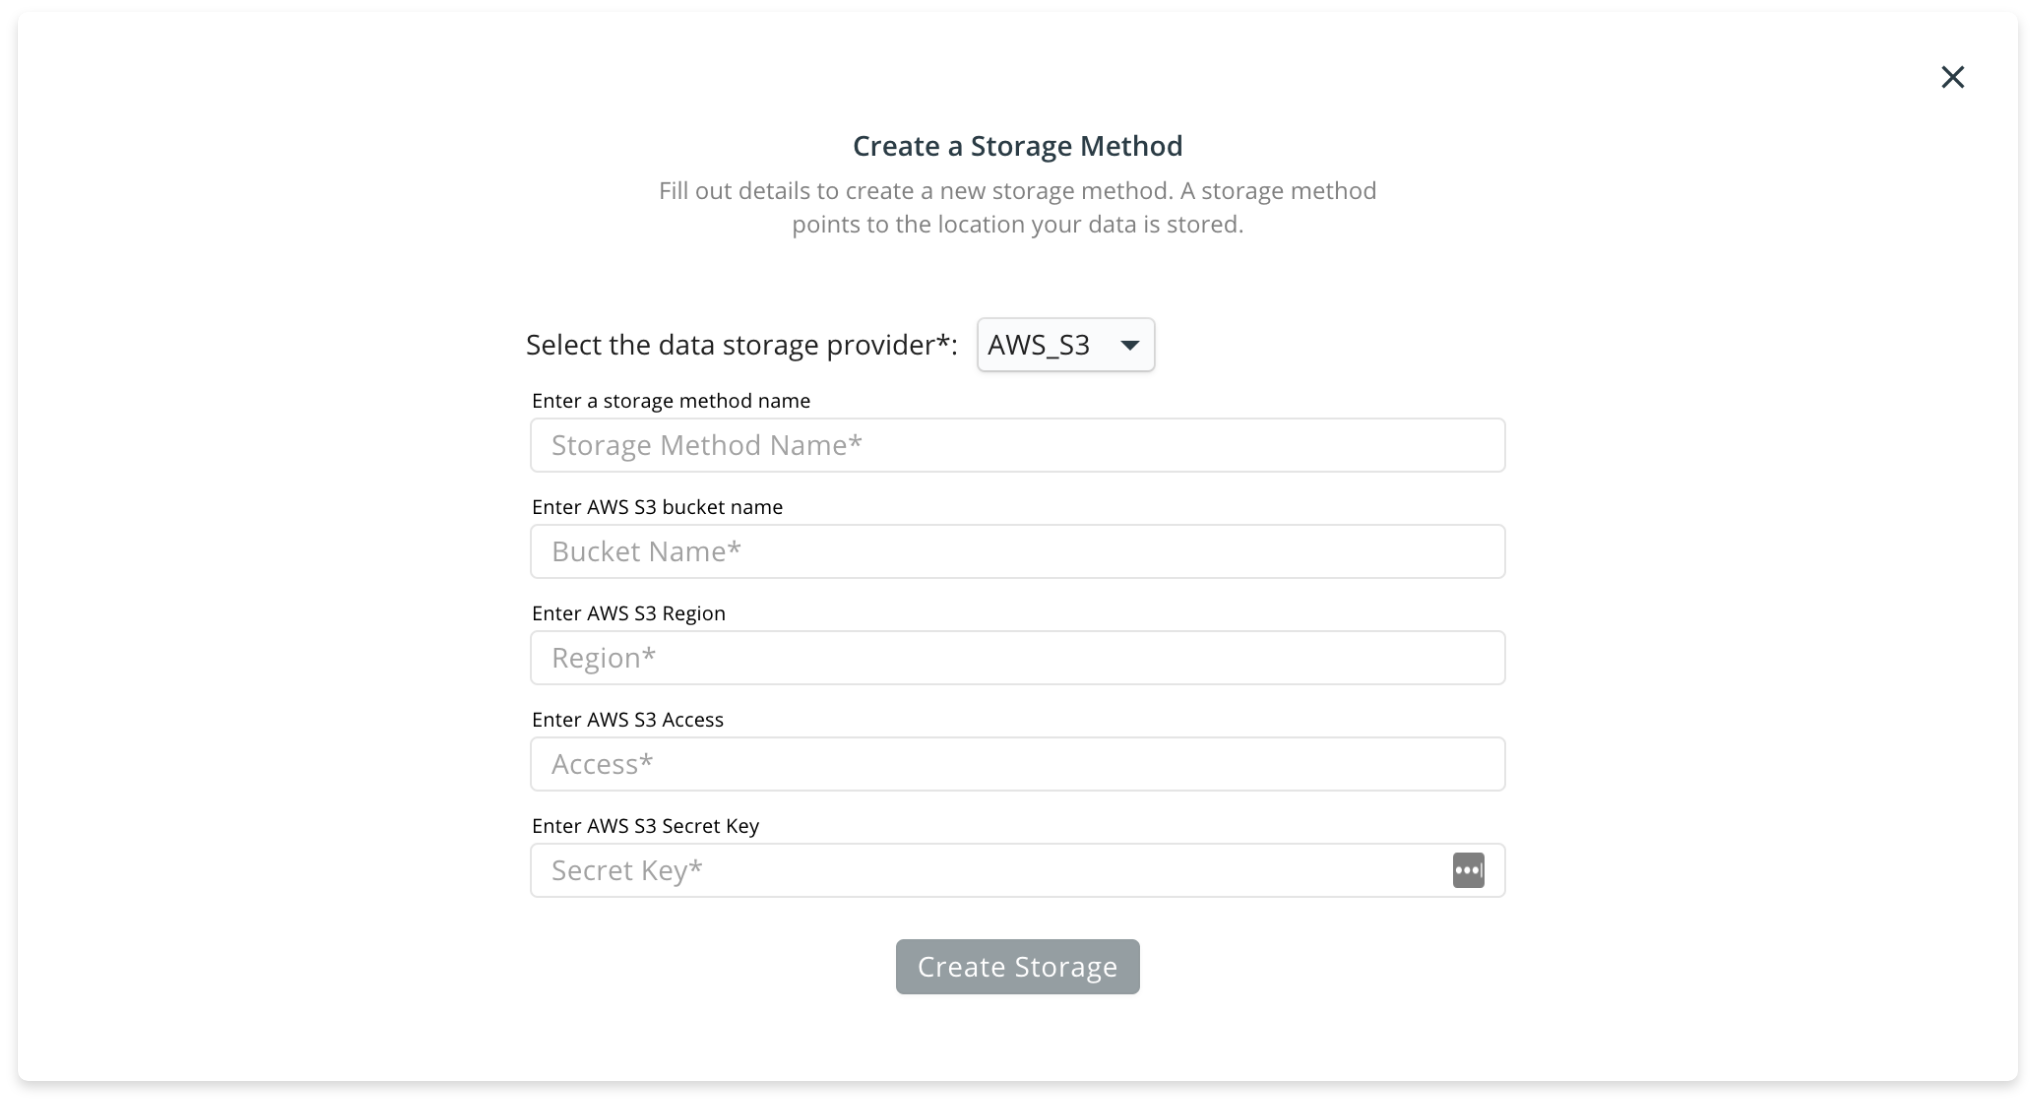 Create a Storage Method
Fill out details to create a new storage method. A storage method
points to the location your data is stored.
Select the data storage provider*: AWS_S3
Enter a storage method name
Storage Method Name*
Enter AWS S3 bucket name
Bucket Name*
Enter AWS S3 Region
Region*
Enter AWS S3 Access
Access*
Enter AWS S3 Secret Key
Secret Key*
Create Storage